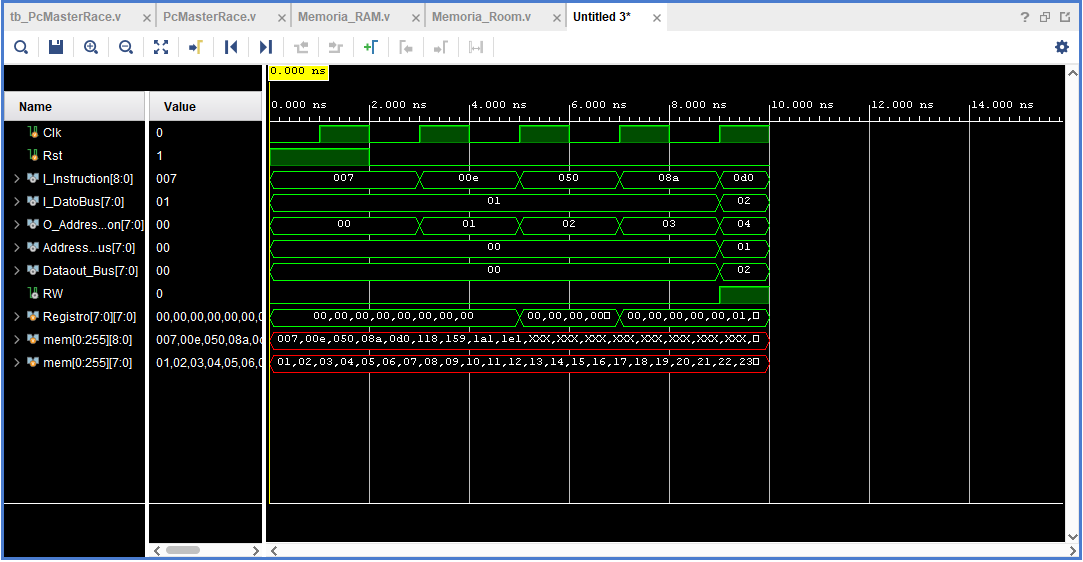 tb_PcMasterRace.v × PcMasterRace.v × Memoria_RAM.v × Memoria_Room.v × Untitled 3* ×
0.000 ns
Name Value
0.000 ns 2.000 ns 4.000 ns 6.000 ns 8.000 ns 10.000 ns 12.000 ns 14.000 ns
Clk 0
Rst 1
I_Instruction[8:0] 007 007 00e 050 08a 0d0
I_DatoBus[7:0] 01 01 02
O_Addres...on[7:0] 00 00 01 02 03 04
Address...us[7:0] 00 00 01
Dataout_Bus[7:0] 00 00 02
RW 0
Registro[7:0][7:0] 00,00,00,00,00,00,0 00,00,00,00,00,00,00,00 00,00,00,00 00,00,00,00,00,01,
mem[0:255][8:0] 007,00e,050,08a,0d 007,00e,050,08a,0d0,118,159,1a1,1e1,XXX,XXX,XXX,XXX,XXX,XXX,XXX,
mem[0:255][7:0] 01,02,03,04,05,06,0 01,02,03,04,05,06,07,08,09,10,11,12,13,14,15,16,17,18,19,20,21,22,23